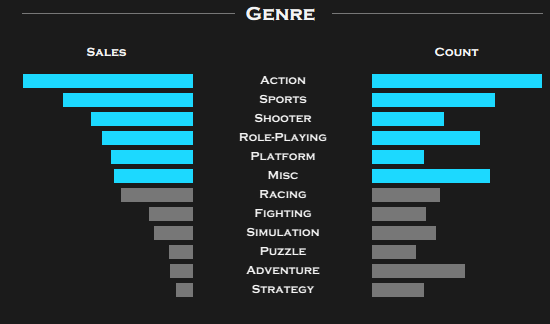 Genre
Sales Count
Action
Sports
Shooter
Role-Playing
Platform
Misc
Racing
Fighting
Simulation
Puzzle
Adventure
Strategy